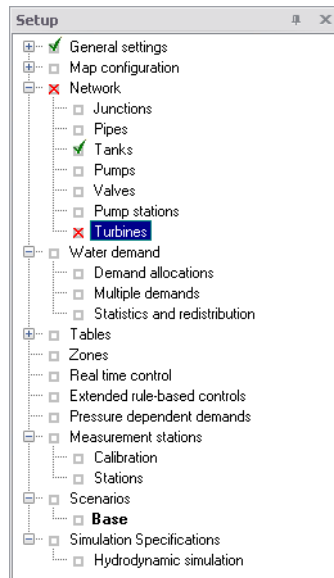 Setup
General settings
Map configuration
Network
Junctions
Pipes
Tanks
Pumps
Valves
Pump stations
Turbines
Water demand
Demand allocations
Multiple demands
Statistics and redistribution
Tables
Zones
Real time control
Extended rule-based controls
Pressure dependent demands
Measurement stations
Calibration
Stations
Scenarios
Base
Simulation Specifications
Hydrodynamic simulation